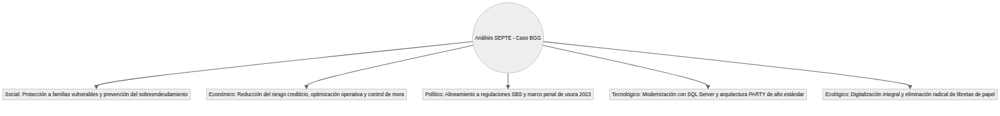 Análisis SEPTE - Caso BGG
Social: Protección a familias vulnerables y prevención del sobreendeudamiento
Económico: Reducción del riesgo crediticio, optimización operativa y control de mora
Político: Alineamiento a regulaciones SBS y marco penal de usura 2023
Tecnológico: Modernización con SQL Server y arquitectura PARTY de alto estándar
Ecológico: Digitalización integral y eliminación radical de libretas de papel